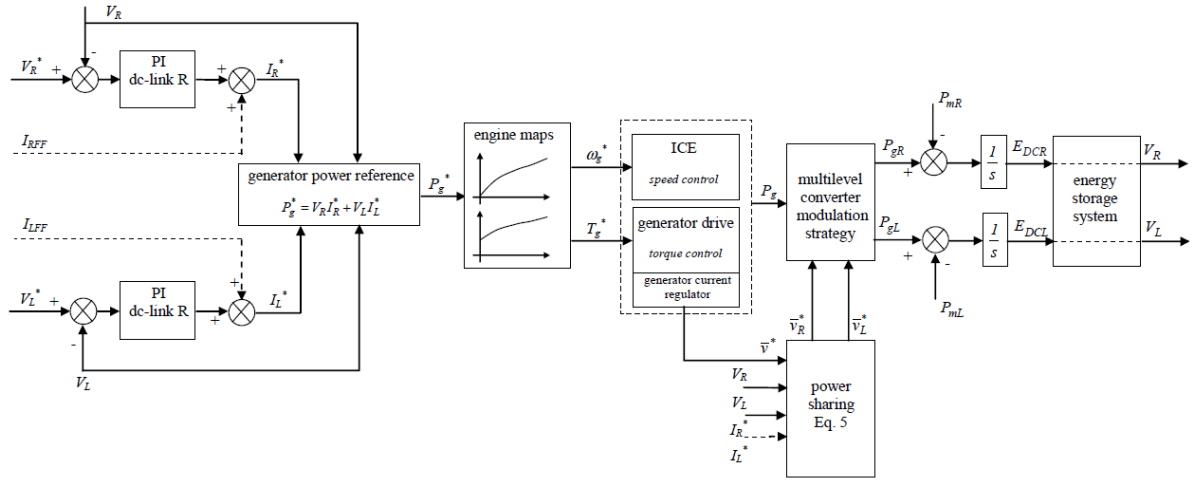 V_R
-
V_R^* +
PI
dc-link R
+
I_R^*
+
I_RFF
generator power reference
P_g^* = V_R I_R^* + V_L I_L^*
I_LFF
+
V_L^* +
PI
dc-link R
+
I_L^*
-
V_L
P_g^*
engine maps
ω_g^*
T_g^*
ICE
speed control
generator drive
torque control
generator current
regulator
P_g
multilevel
converter
modulation
strategy
v̅_R^*
v̅_L^*
v̅^*
V_R
V_L
I_R^*
I_L^*
power
sharing
Eq. 5
P_mR
P_gR
-
+
1/s
E_DCR
P_gL
+
-
1/s
E_DCL
P_mL
energy
storage
system
V_R
V_L